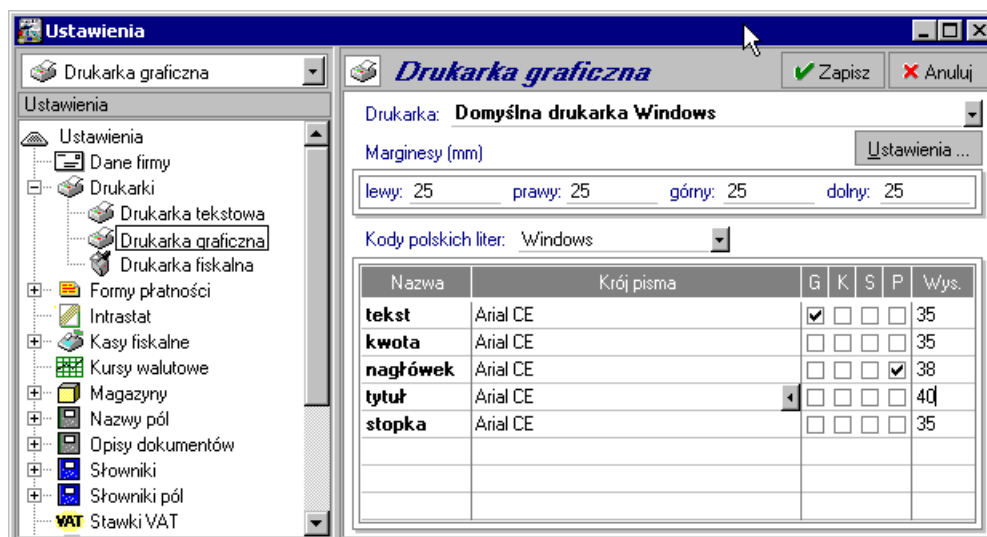 Ustawienia
Drukarka graficzna
Ustawienia
Ustawienia
Dane firmy
Drukarki
Drukarka tekstowa
Drukarka graficzna
Drukarka fiskalna
Formy płatności
Intrastat
Kasy fiskalne
Kursy walutowe
Magazyny
Nazwy pól
Opisy dokumentów
Słowniki
Słowniki pól
VAT Stawki VAT
Drukarka graficzna Zapisz Anuluj
Drukarka: Domyślna drukarka Windows
Marginesy (mm) Ustawienia ...
lewy: 25 prawy: 25 górny: 25 dolny: 25
Kody polskich liter: Windows
Nazwa Krój pisma G K S P Wys.
tekst Arial CE 35
kwota Arial CE 35
nagłówek Arial CE 38
tytuł Arial CE 40
stopka Arial CE 35